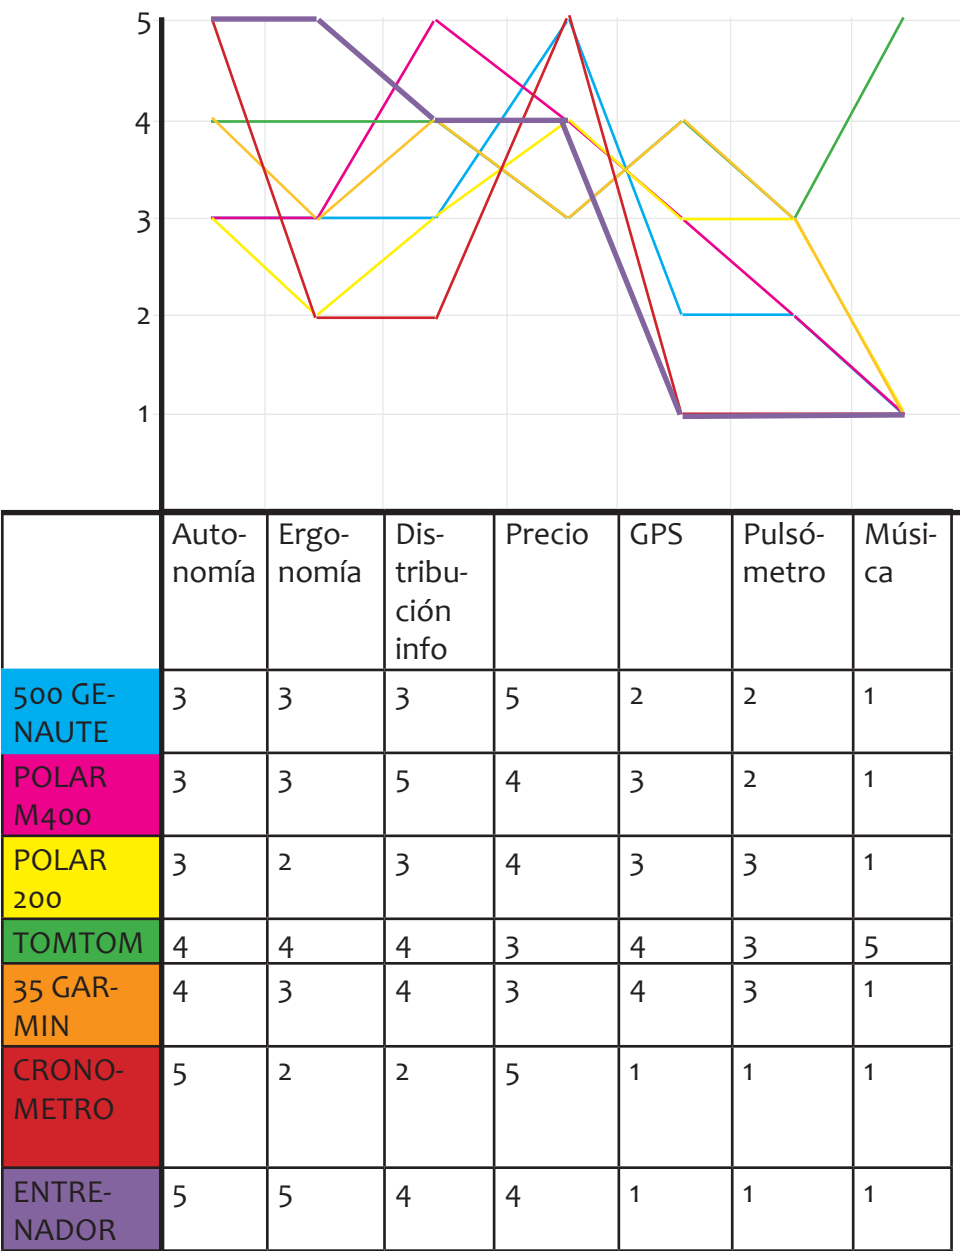 5
4
3
2
1
Auto- Ergo- Dis- Precio GPS Pulsó- Músi-
nomía nomía tribu- metro ca
ción
info
500 GE- 3 3 3 5 2 2 1
NAUTE
POLAR 3 3 5 4 3 2 1
M400
POLAR 3 2 3 4 3 3 1
200
TOMTOM 4 4 4 3 4 3 5
35 GAR- 4 3 4 3 4 3 1
MIN
CRONO- 5 2 2 5 1 1 1
METRO
ENTRE- 5 5 4 4 1 1 1
NADOR